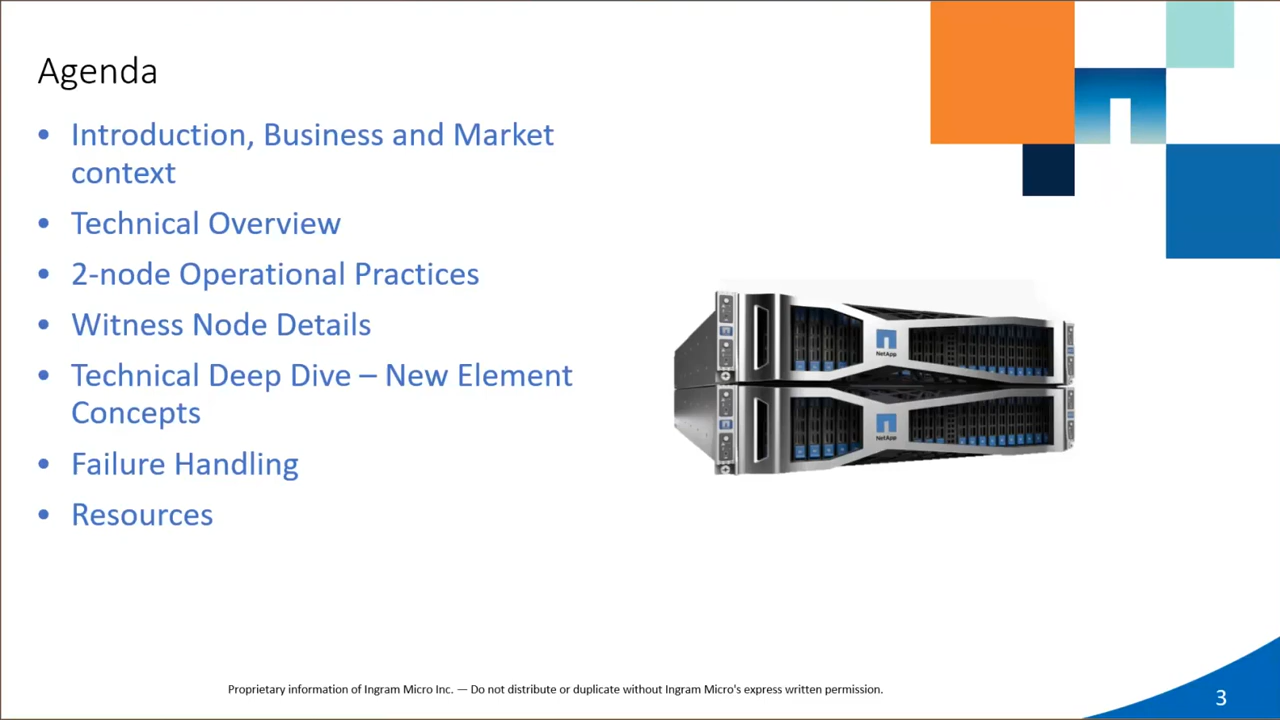 Agenda
• Introduction, Business and Market
context
• Technical Overview
• 2-node Operational Practices
• Witness Node Details
• Technical Deep Dive – New Element
Concepts
• Failure Handling
• Resources
NetApp
NetApp
Proprietary information of Ingram Micro Inc. — Do not distribute or duplicate without Ingram Micro's express written permission.
3